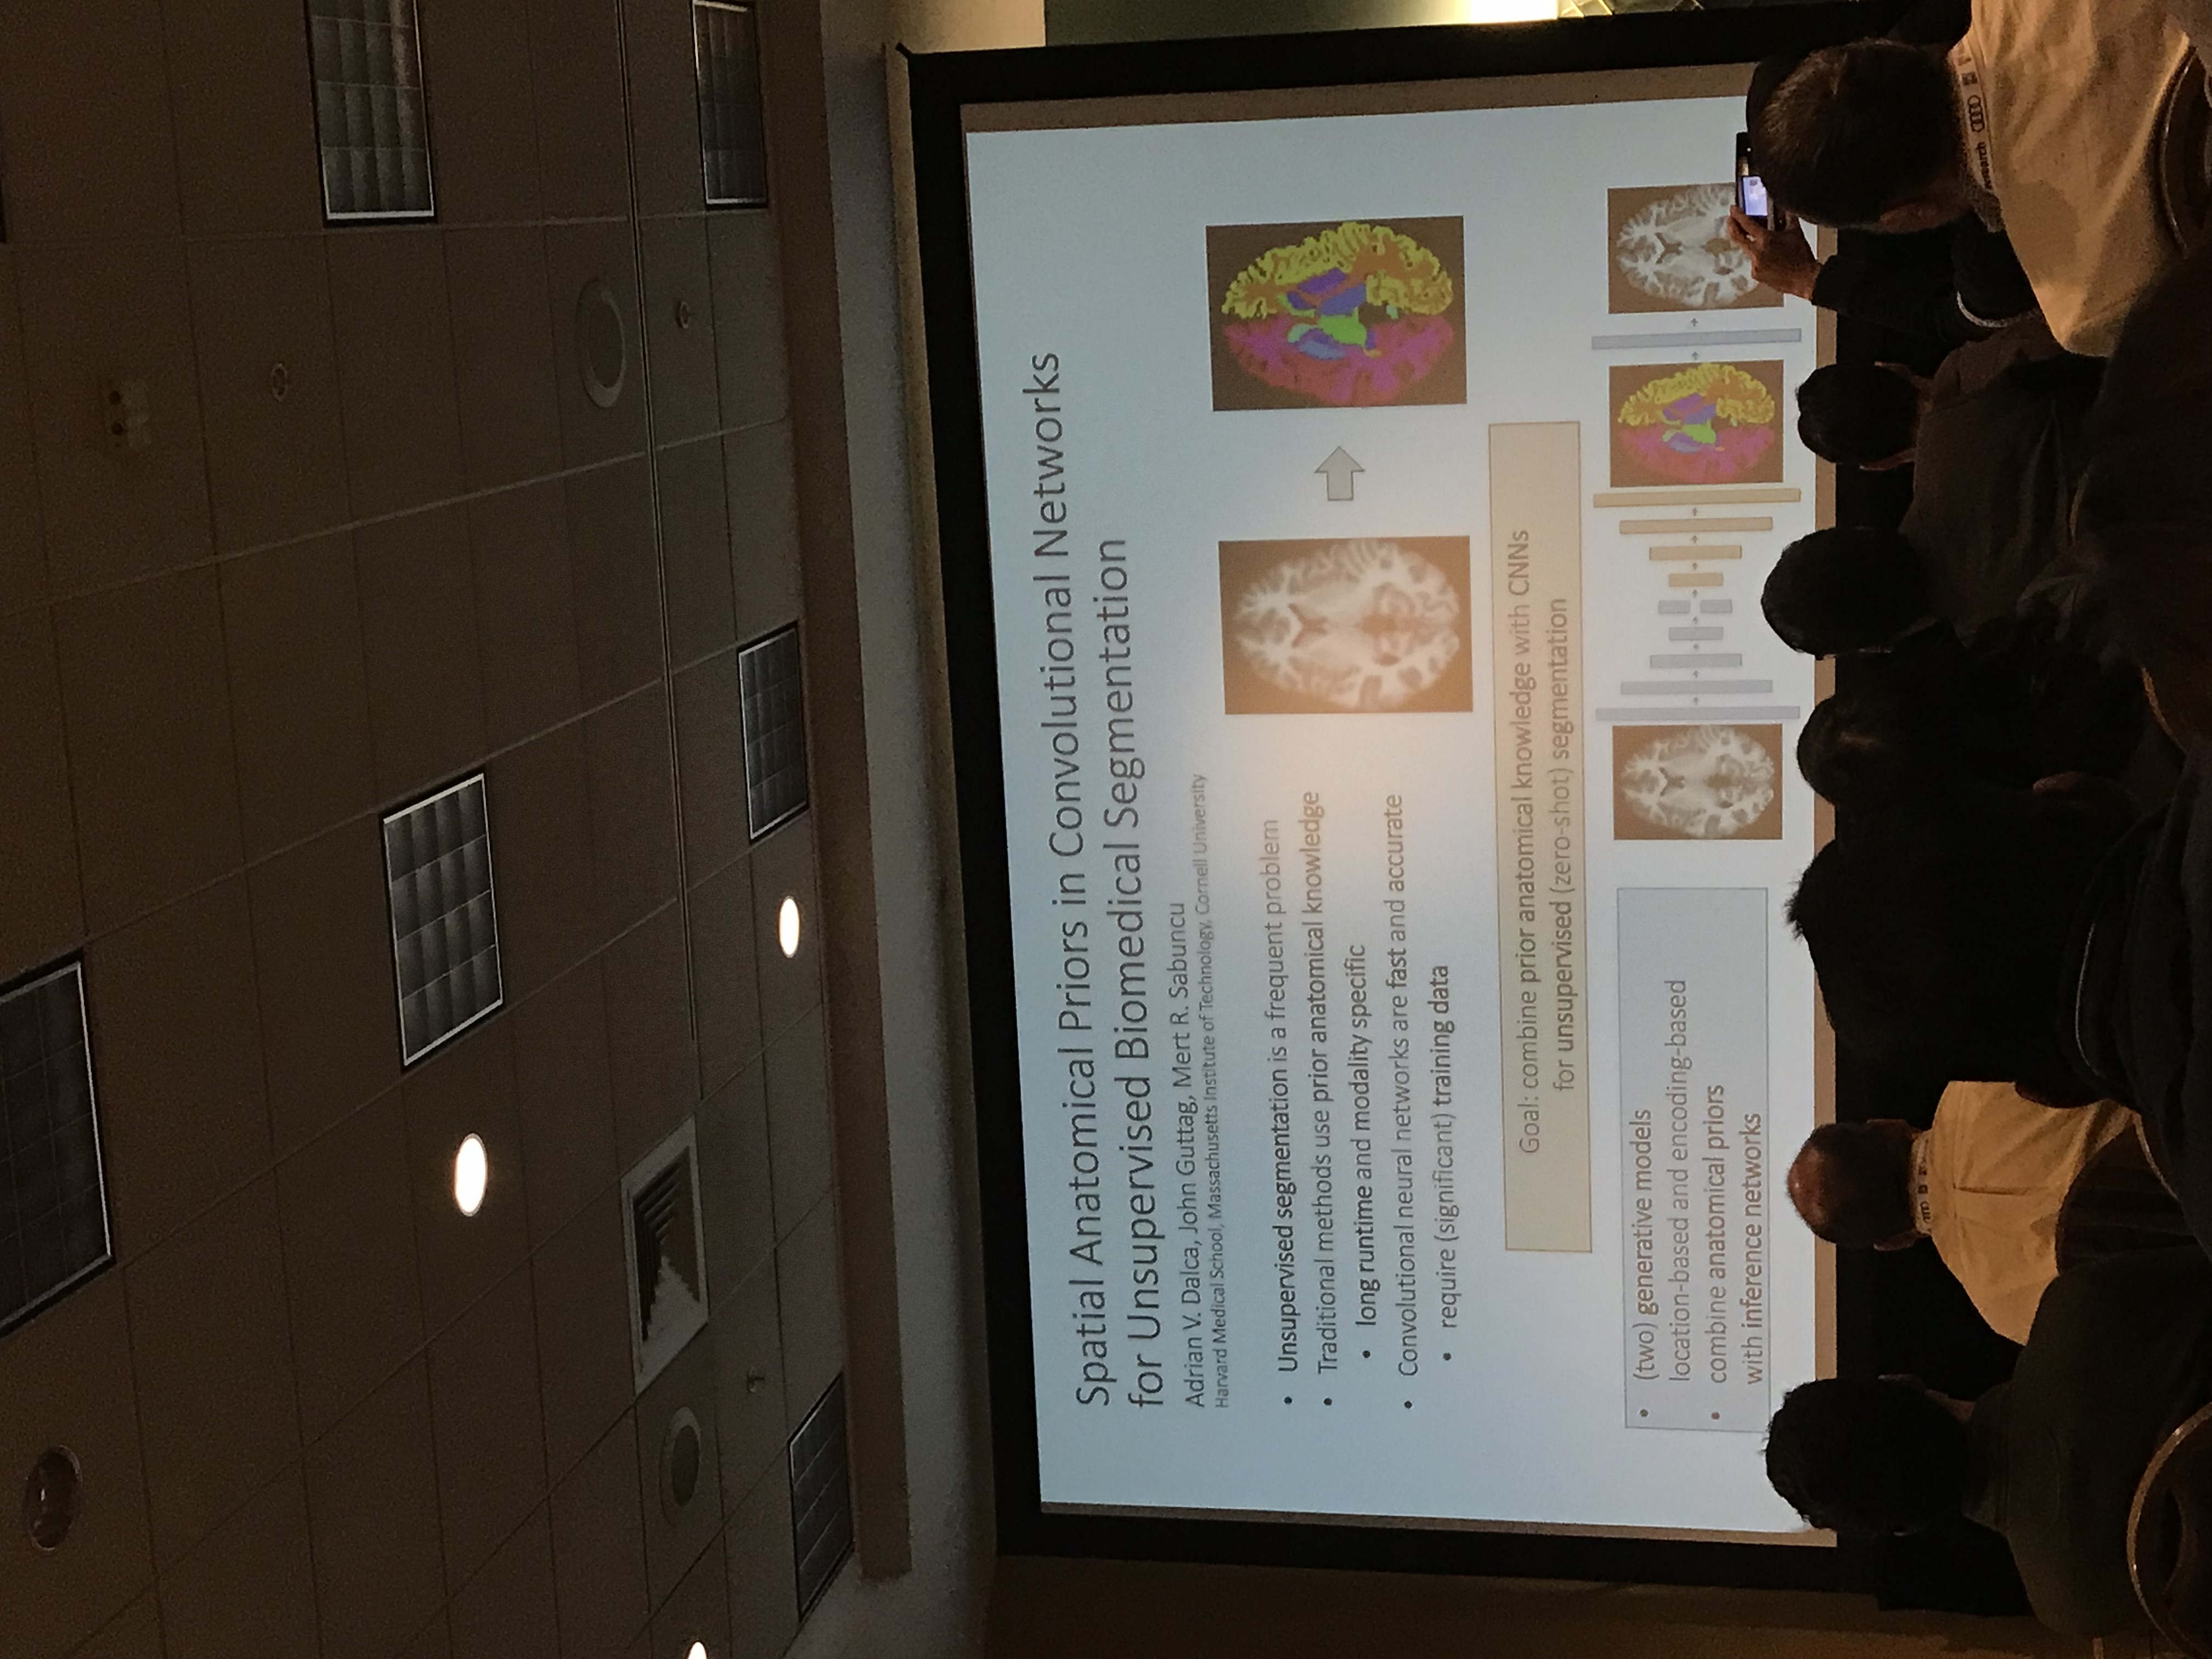 Spatial Anatomical Priors in Convolutional Networks
for Unsupervised Biomedical Segmentation
Adrian V. Dalca, John Guttag, Mert R. Sabuncu
Harvard Medical School, Massachusetts Institute of Technology, Cornell University
• Unsupervised segmentation is a frequent problem
• Traditional methods use prior anatomical knowledge
• long runtime and modality specific
• Convolutional neural networks are fast and accurate
• require (significant) training data
Goal: combine prior anatomical knowledge with CNNs
for unsupervised (zero-shot) segmentation
• (two) generative models
location-based and encoding-based
• combine anatomical priors
with inference networks